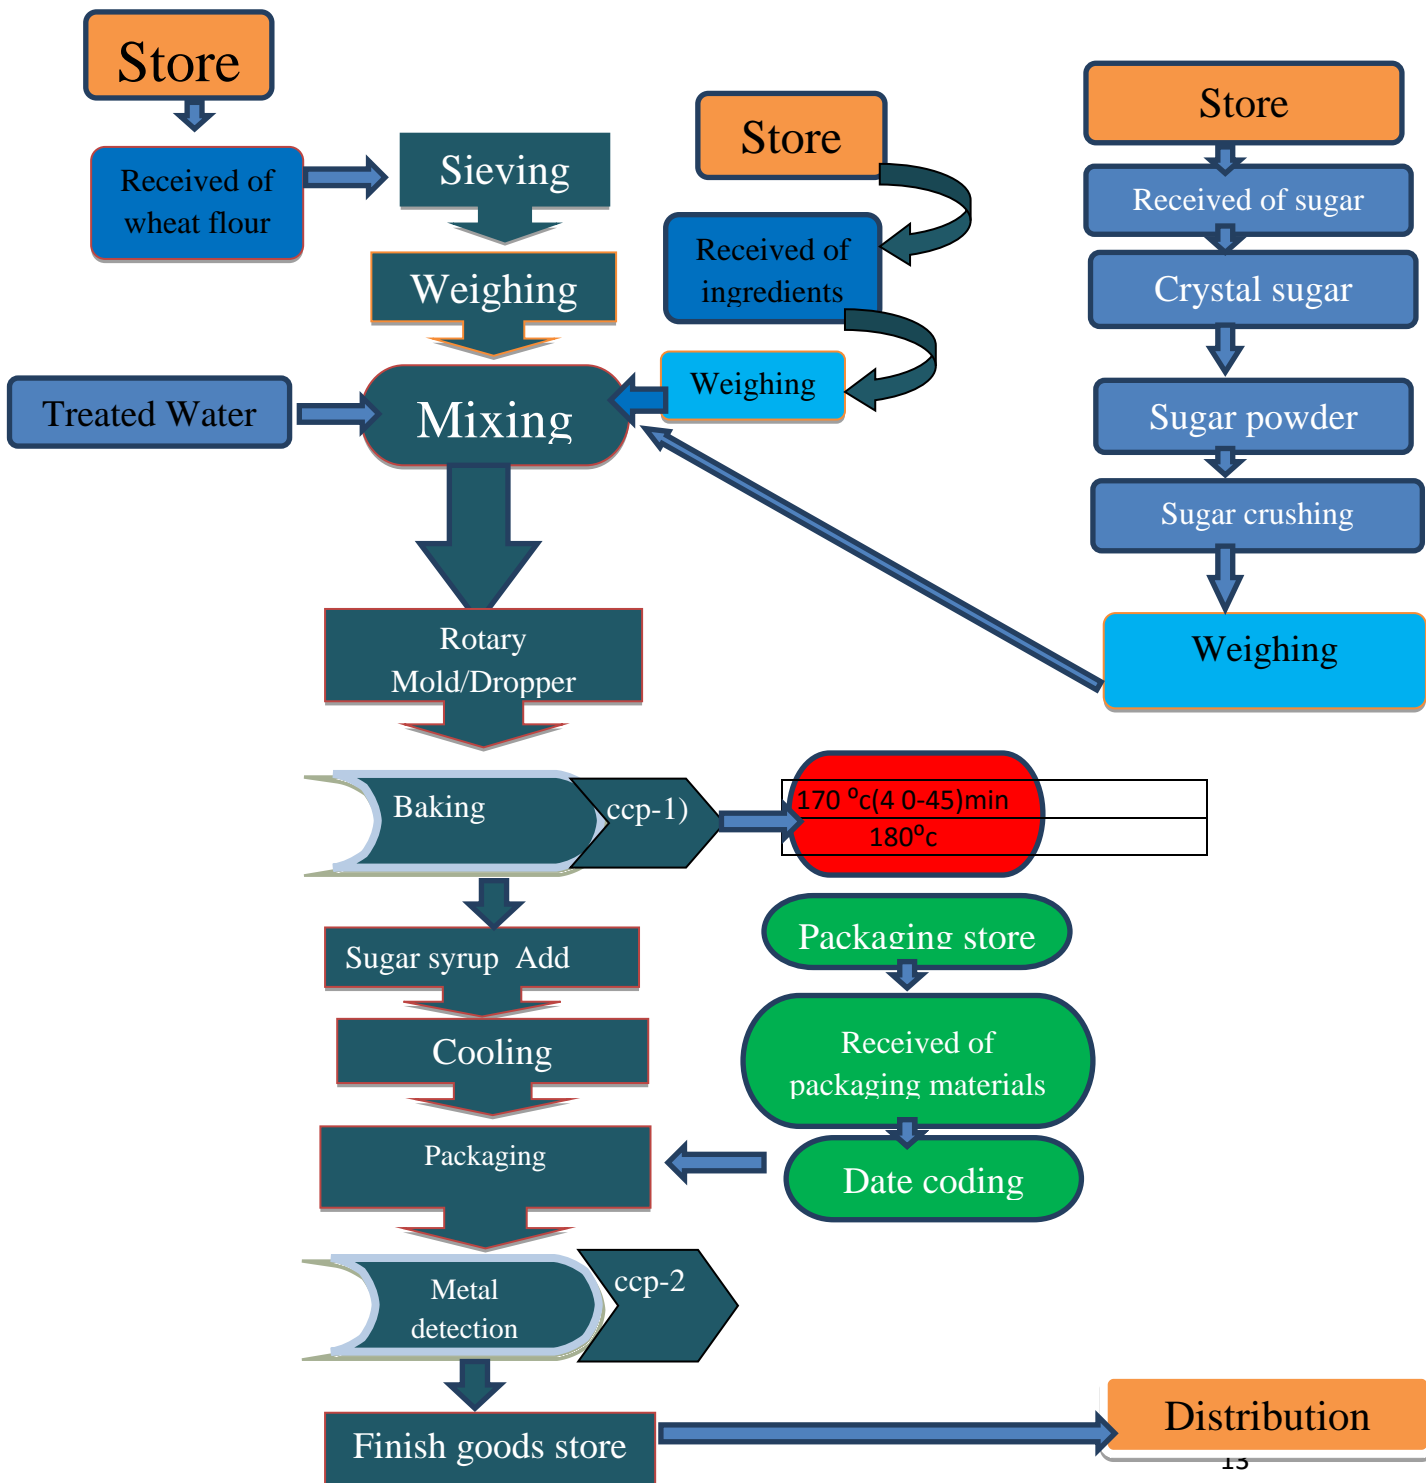 Store
Received of
wheat flour
Sieving
Weighing
Treated Water
Mixing
Store
Received of
ingredients
Weighing
Store
Received of sugar
Crystal sugar
Sugar powder
Sugar crushing
Weighing
Rotary
Mold/Dropper
Baking
ccp-1)
170 ⁰c(4 0-45)min
180⁰c
Sugar syrup  Add
Cooling
Packaging store
Received of
packaging materials
Date coding
Packaging
Metal
detection
ccp-2
Finish goods store
Distribution
13